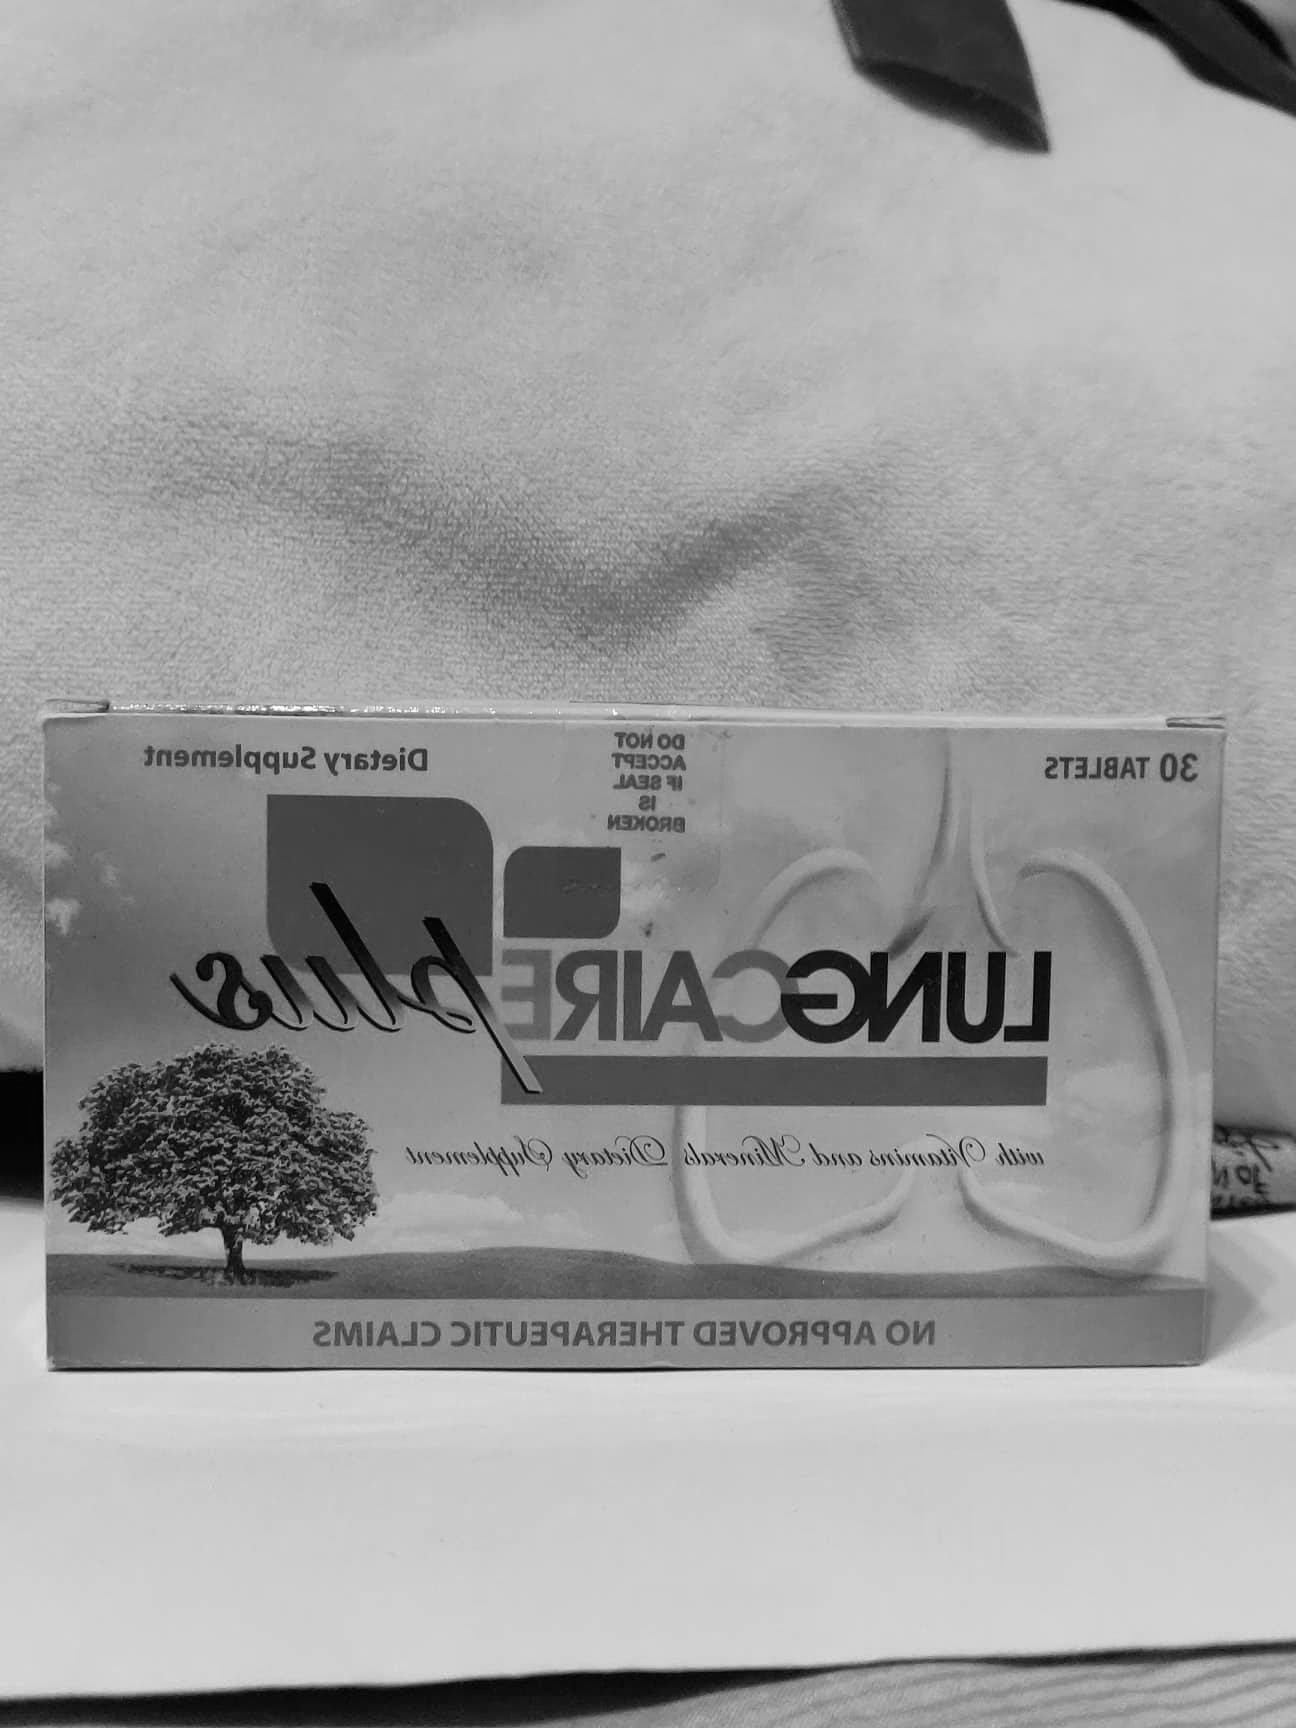 30 TABLETS
DO NOT
ACCEPT
IF SEAL
IS
BROKEN
Dietary Supplement
LUNGCAIRE plus
with Vitamins and Minerals Dietary Supplement
NO APPROVED THERAPEUTIC CLAIMS